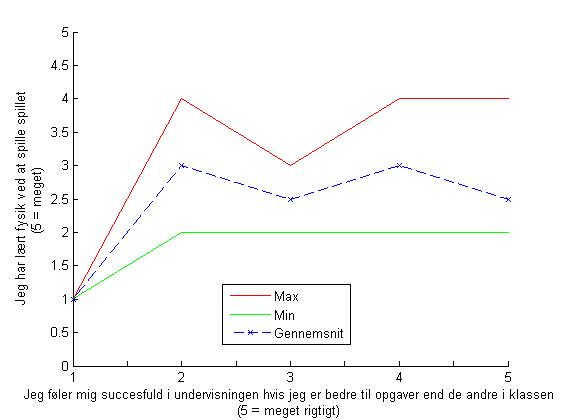 Jeg har lært fysik ved at spille spillet
(5 = meget)
5
4.5
4
3.5
3
2.5
2
1.5
1
0.5
0
1
2
3
4
5
Max
Min
Gennemsnit
Jeg føler mig succesfuld i undervisningen hvis jeg er bedre til opgaver end de andre i klassen
(5 = meget rigtigt)